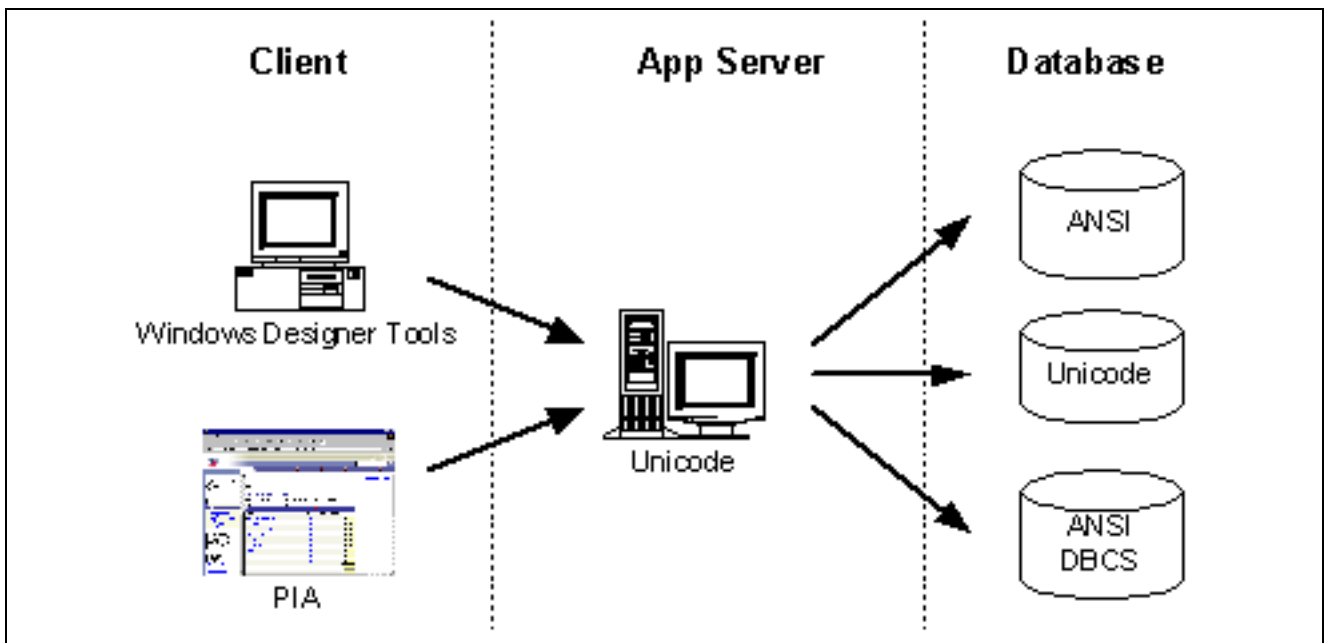 Client
App Server
Database
Windows Designer Tools
PIA
Unicode
ANSI
Unicode
ANSI
DBCS